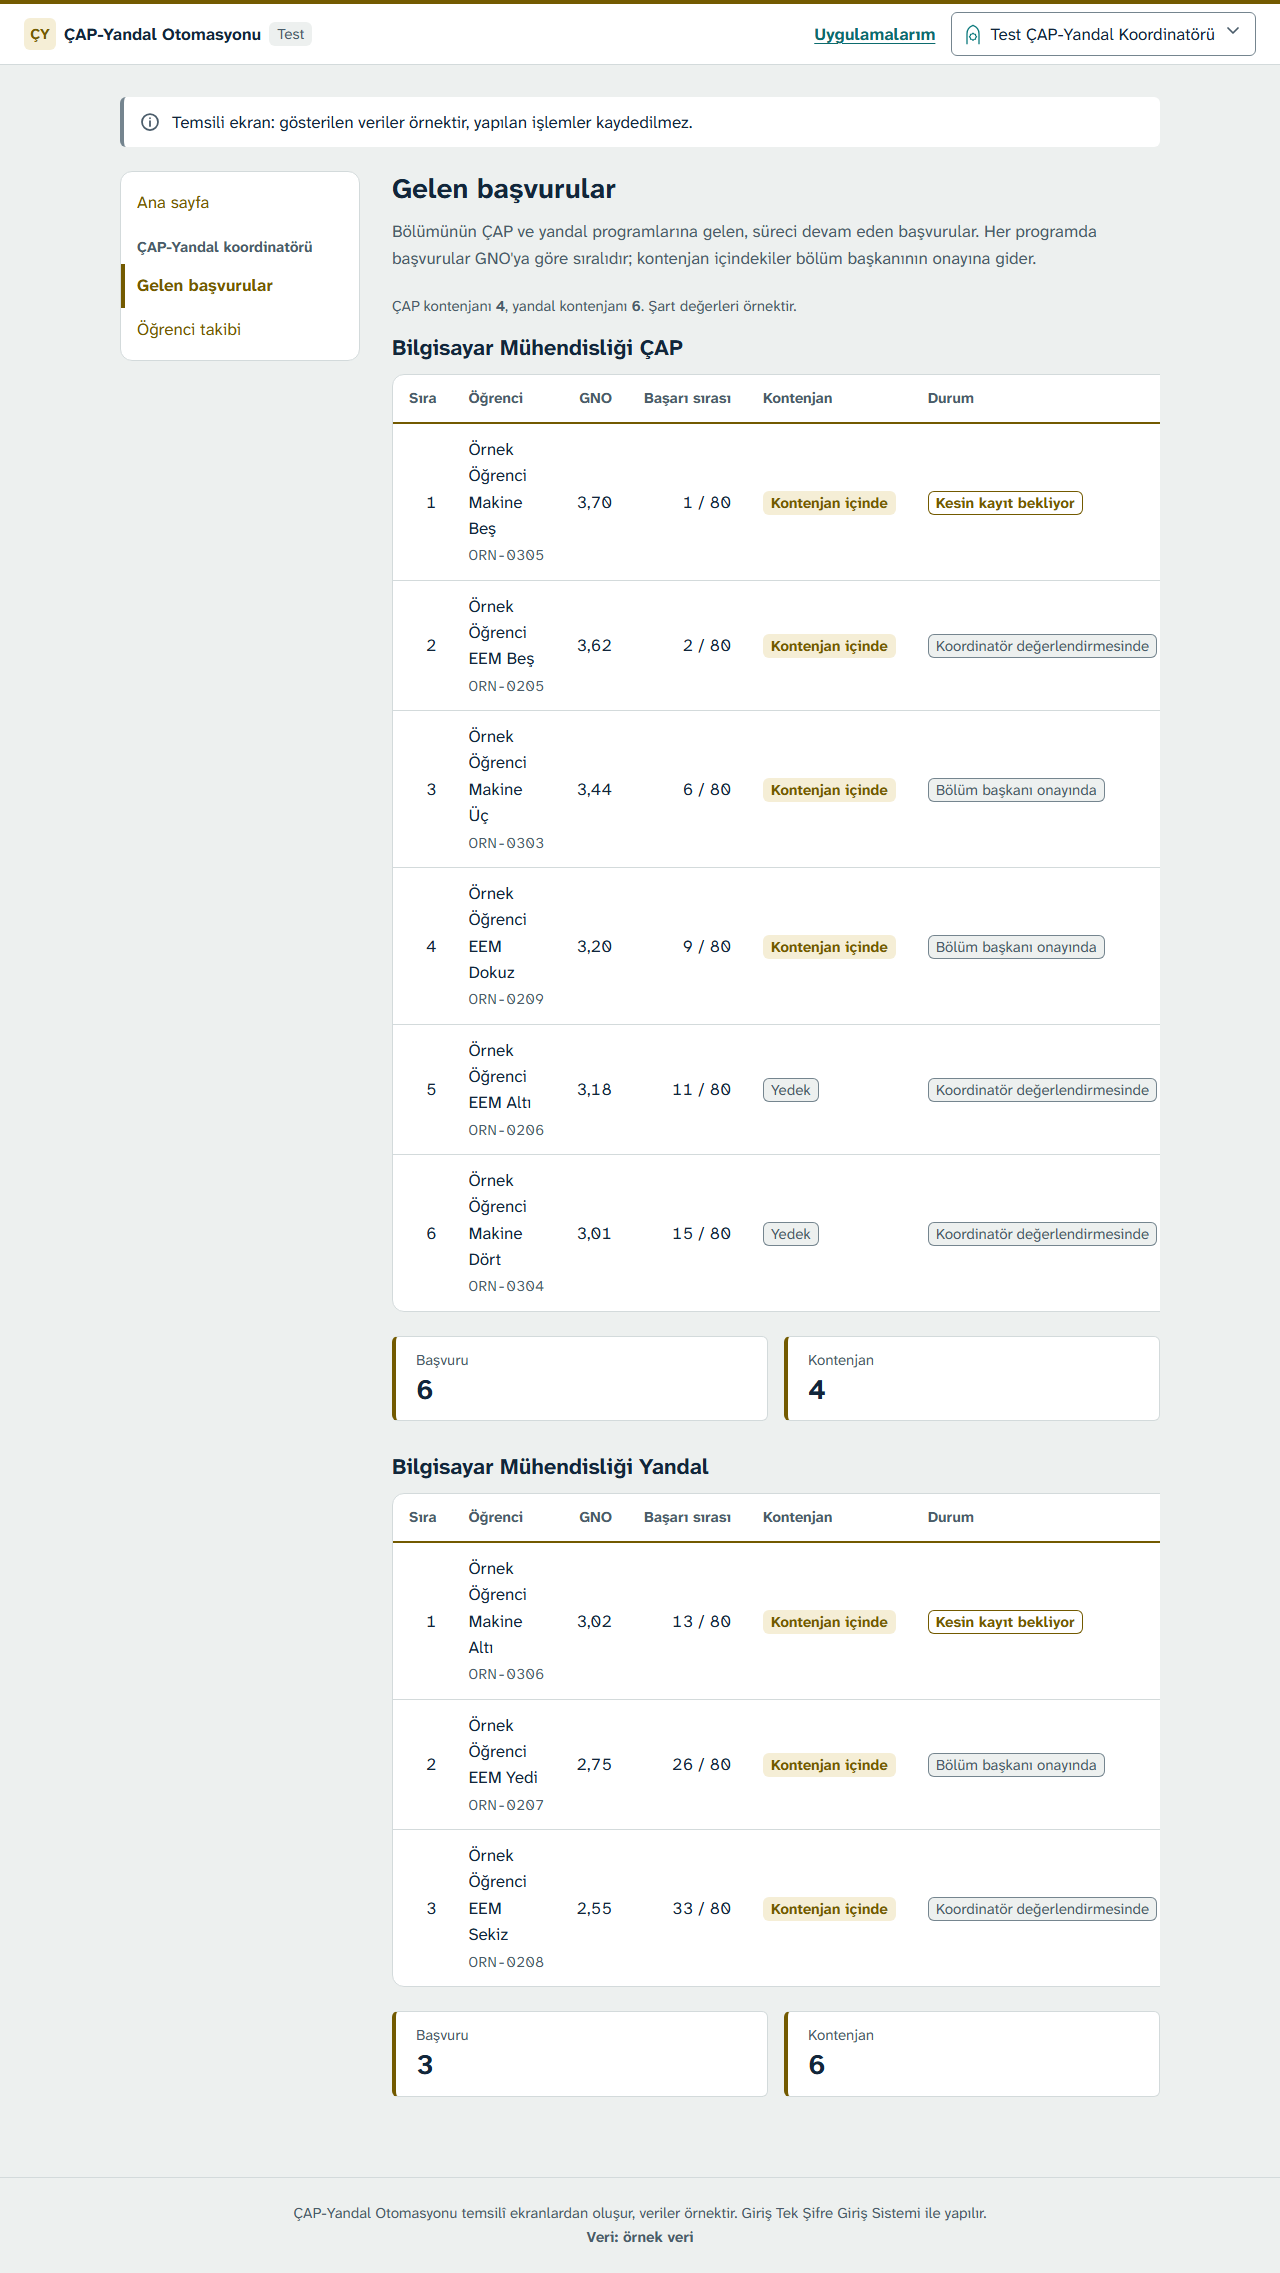 ÇY ÇAP-Yandal Otomasyonu Test
Uygulamalarım
Test ÇAP-Yandal Koordinatörü
Temsili ekran: gösterilen veriler örnektir, yapılan işlemler kaydedilmez.
Ana sayfa
ÇAP-Yandal koordinatörü
Gelen başvurular
Öğrenci takibi
Gelen başvurular
Bölümünün ÇAP ve yandal programlarına gelen, süreci devam eden başvurular. Her programda
başvurular GNO'ya göre sıralıdır; kontenjan içindekiler bölüm başkanının onayına gider.
ÇAP kontenjanı 4, yandal kontenjanı 6. Şart değerleri örnektir.
Bilgisayar Mühendisliği ÇAP
Sıra Öğrenci GNO Başarı sırası Kontenjan Durum
Örnek
Öğrenci
1 Makine 3,70 1 / 80 Kontenjan içinde Kesin kayıt bekliyor
Beş
ORN-0305
Örnek
Öğrenci
2 3,62 2 / 80 Kontenjan içinde Koordinatör değerlendirmesinde
EEM Beş
ORN-0205
Örnek
Öğrenci
3 Makine 3,44 6 / 80 Kontenjan içinde Bölüm başkanı onayında
Üç
ORN-0303
Örnek
Öğrenci
4 EEM 3,20 9 / 80 Kontenjan içinde Bölüm başkanı onayında
Dokuz
ORN-0209
Örnek
Öğrenci
5 3,18 11 / 80 Yedek Koordinatör değerlendirmesinde
EEM Altı
ORN-0206
Örnek
Öğrenci
6 Makine 3,01 15 / 80 Yedek Koordinatör değerlendirmesinde
Dört
ORN-0304
Başvuru
6
Kontenjan
4
Bilgisayar Mühendisliği Yandal
Sıra Öğrenci GNO Başarı sırası Kontenjan Durum
Örnek
Öğrenci
1 Makine 3,02 13 / 80 Kontenjan içinde Kesin kayıt bekliyor
Altı
ORN-0306
Örnek
Öğrenci
2 2,75 26 / 80 Kontenjan içinde Bölüm başkanı onayında
EEM Yedi
ORN-0207
Örnek
Öğrenci
3 EEM 2,55 33 / 80 Kontenjan içinde Koordinatör değerlendirmesinde
Sekiz
ORN-0208
Başvuru
3
Kontenjan
6
ÇAP-Yandal Otomasyonu temsilî ekranlardan oluşur, veriler örnektir. Giriş Tek Şifre Giriş Sistemi ile yapılır.
Veri: örnek veri